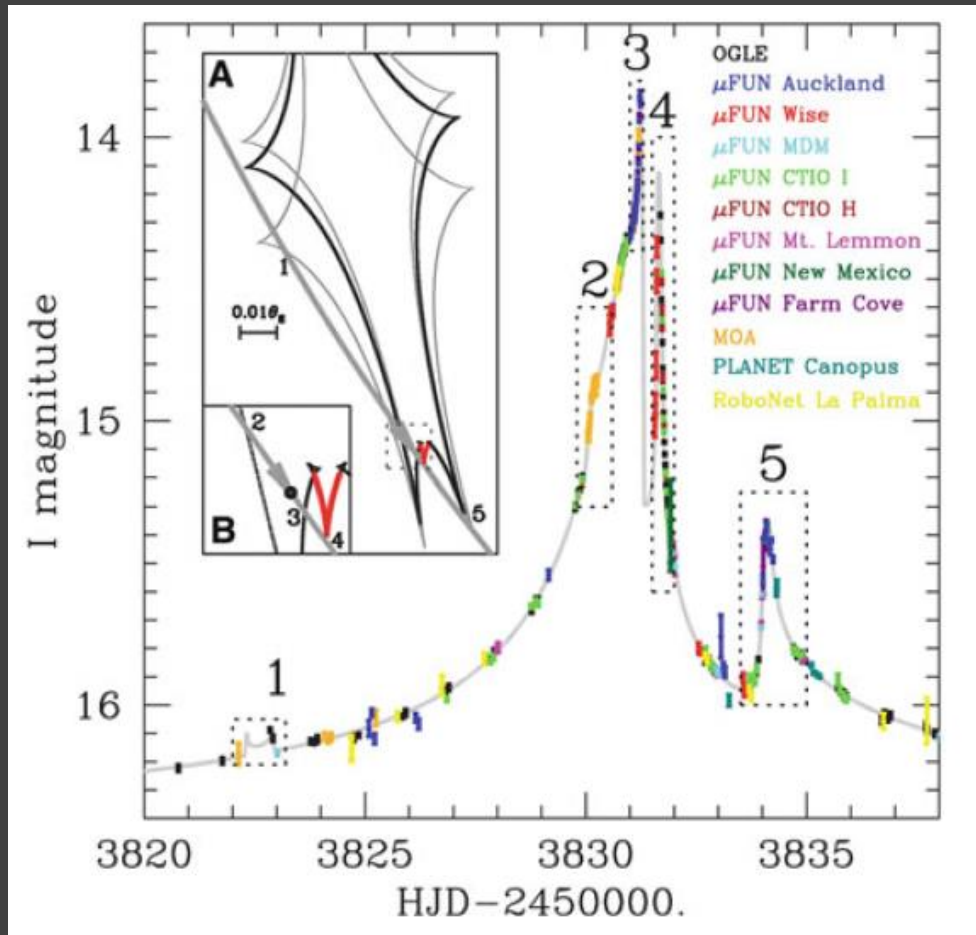 A
B
0.01θE
1
2
3
4
5
1
2
3
4
5
OGLE
μFUN Auckland
μFUN Wise
μFUN MDM
μFUN CTIO I
μFUN CTIO H
μFUN Mt. Lemmon
μFUN New Mexico
μFUN Farm Cove
MOA
PLANET Canopus
RoboNet La Palma
14
15
16
I magnitude
3820 3825 3830 3835
HJD-2450000.